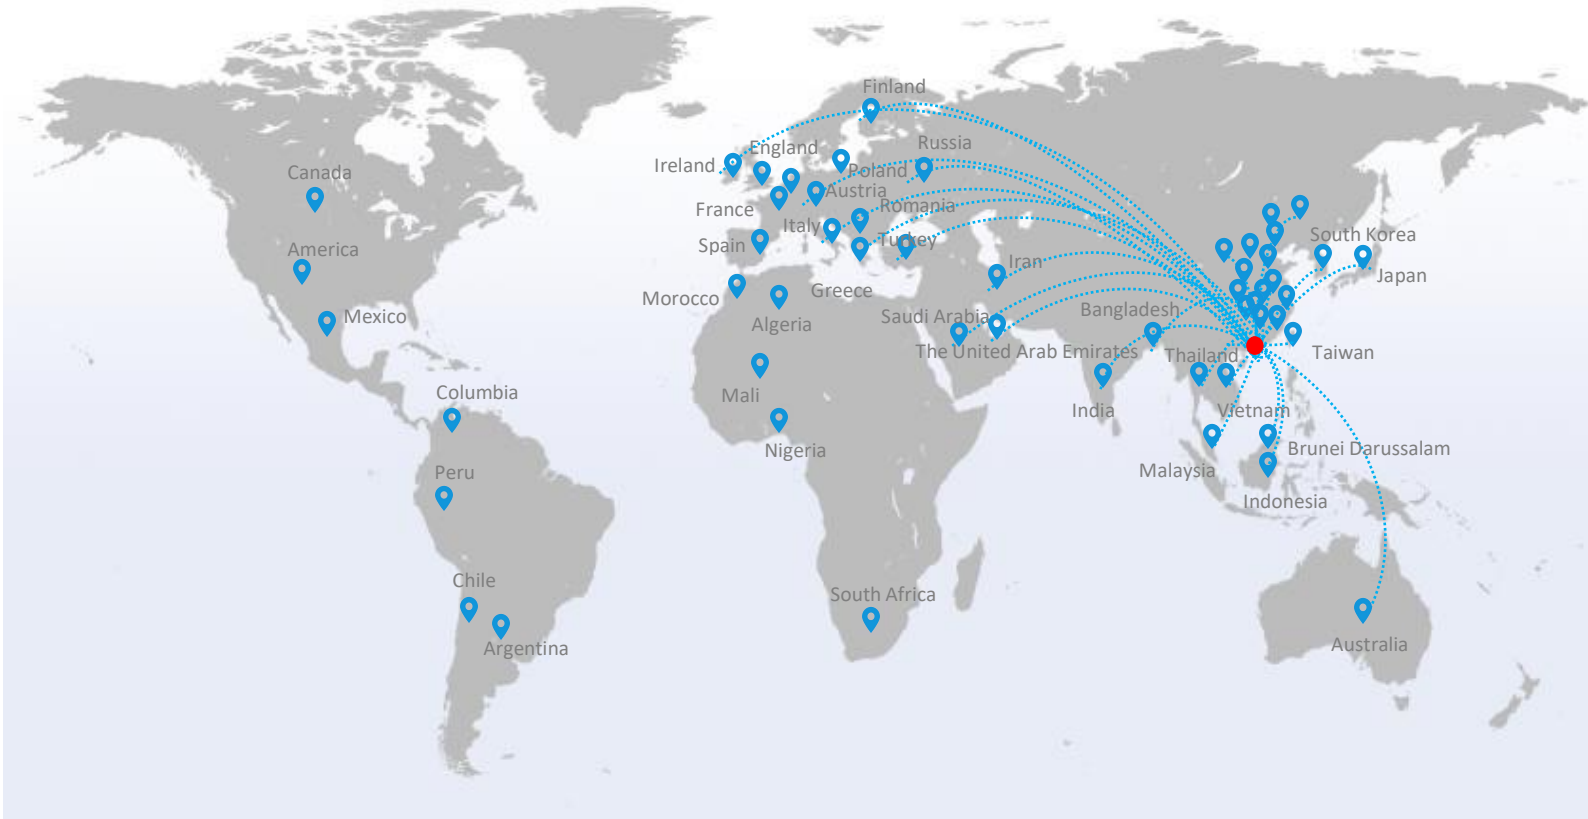 Finland
England
Russia
Ireland
Poland
Canada
Austria
France
Romania
Italy
South Korea
Spain
Turkey
America
Iran
Japan
Greece
Morocco
Bangladesh
Mexico
Saudi Arabia
Algeria
The United Arab Emirates
Thailand
Taiwan
Columbia
Mali
India
Vietnam
Nigeria
Brunei Darussalam
Peru
Malaysia
Indonesia
Chile
South Africa
Argentina
Australia